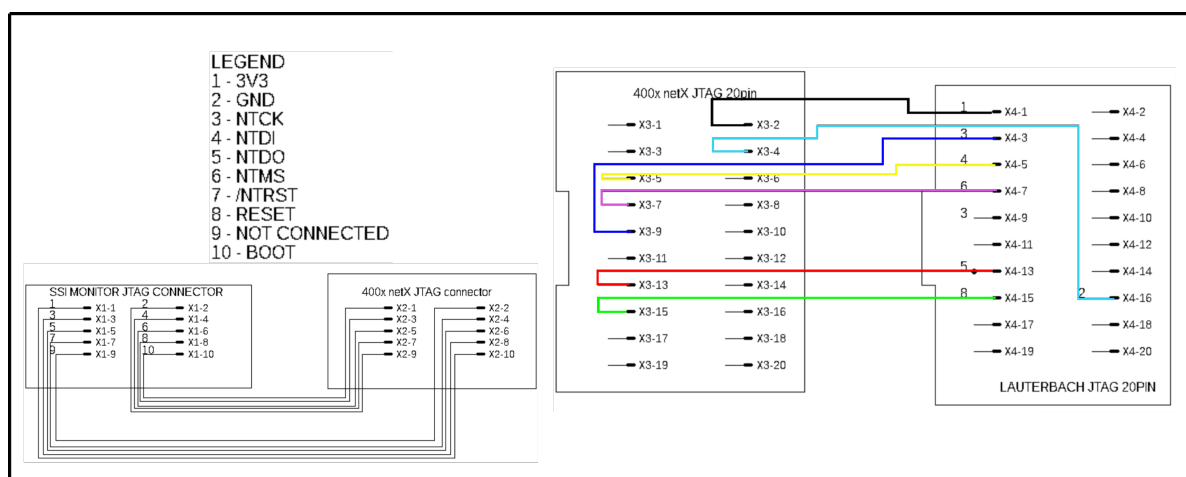 LEGEND
1 - 3V3
2 - GND
3 - NTCK
4 - NTDI
5 - NTDO
6 - NTMS
7 - /NTRST
8 - RESET
9 - NOT CONNECTED
10 - BOOT
SSI MONITOR JTAG CONNECTOR
1 X1-1 2 X1-2
3 X1-3 4 X1-4
5 X1-5 6 X1-6
7 X1-7 8 X1-8
9 X1-9 10 X1-10
400x netX JTAG connector
X2-1 X2-2
X2-3 X2-4
X2-5 X2-6
X2-7 X2-8
X2-9 X2-10
400x netX JTAG 20pin
X3-1 X3-2
X3-3 X3-4
X3-5 X3-6
X3-7 X3-8
X3-9 X3-10
X3-11 X3-12
X3-13 X3-14
X3-15 X3-16
X3-17 X3-18
X3-19 X3-20
1 X4-1 X4-2
3 X4-3 X4-4
4 X4-5 X4-6
6 X4-7 X4-8
3 X4-9 X4-10
X4-11 X4-12
5 X4-13 X4-14
8 X4-15 2 X4-16
X4-17 X4-18
X4-19 X4-20
LAUTERBACH JTAG 20PIN